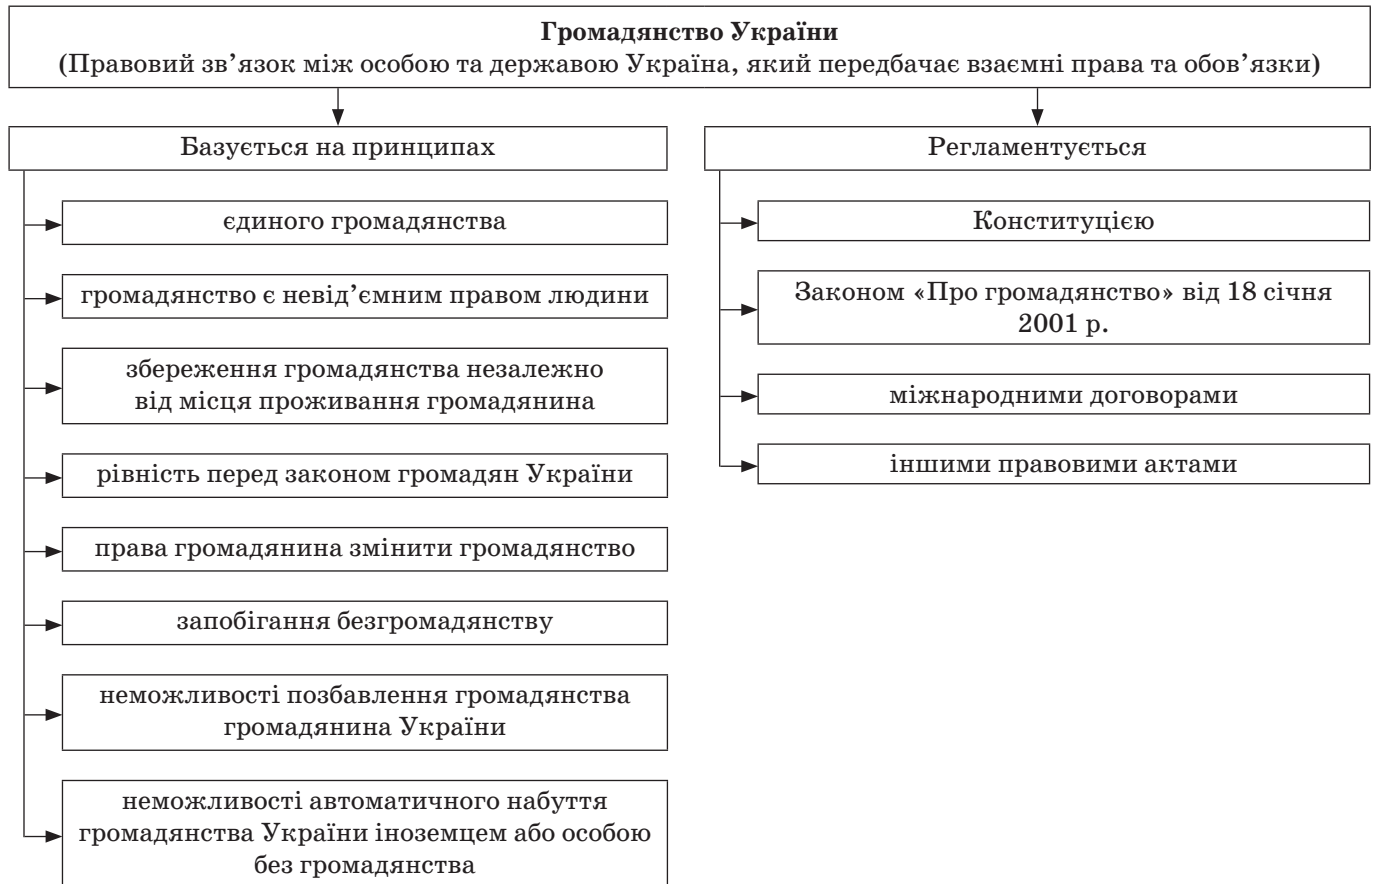 Громадянство України
(Правовий зв’язок між особою та державою Україна, який передбачає взаємні права та обов’язки)
Базується на принципах
єдиного громадянства
громадянство є невід’ємним правом людини
збереження громадянства незалежно
від місця проживання громадянина
рівність перед законом громадян України
права громадянина змінити громадянство
запобігання безгромадянству
неможливості позбавлення громадянства
громадянина України
неможливості автоматичного набуття
громадянства України іноземцем або особою
без громадянства
Регламентується
Конституцією
Законом «Про громадянство» від 18 січня
2001 р.
міжнародними договорами
іншими правовими актами